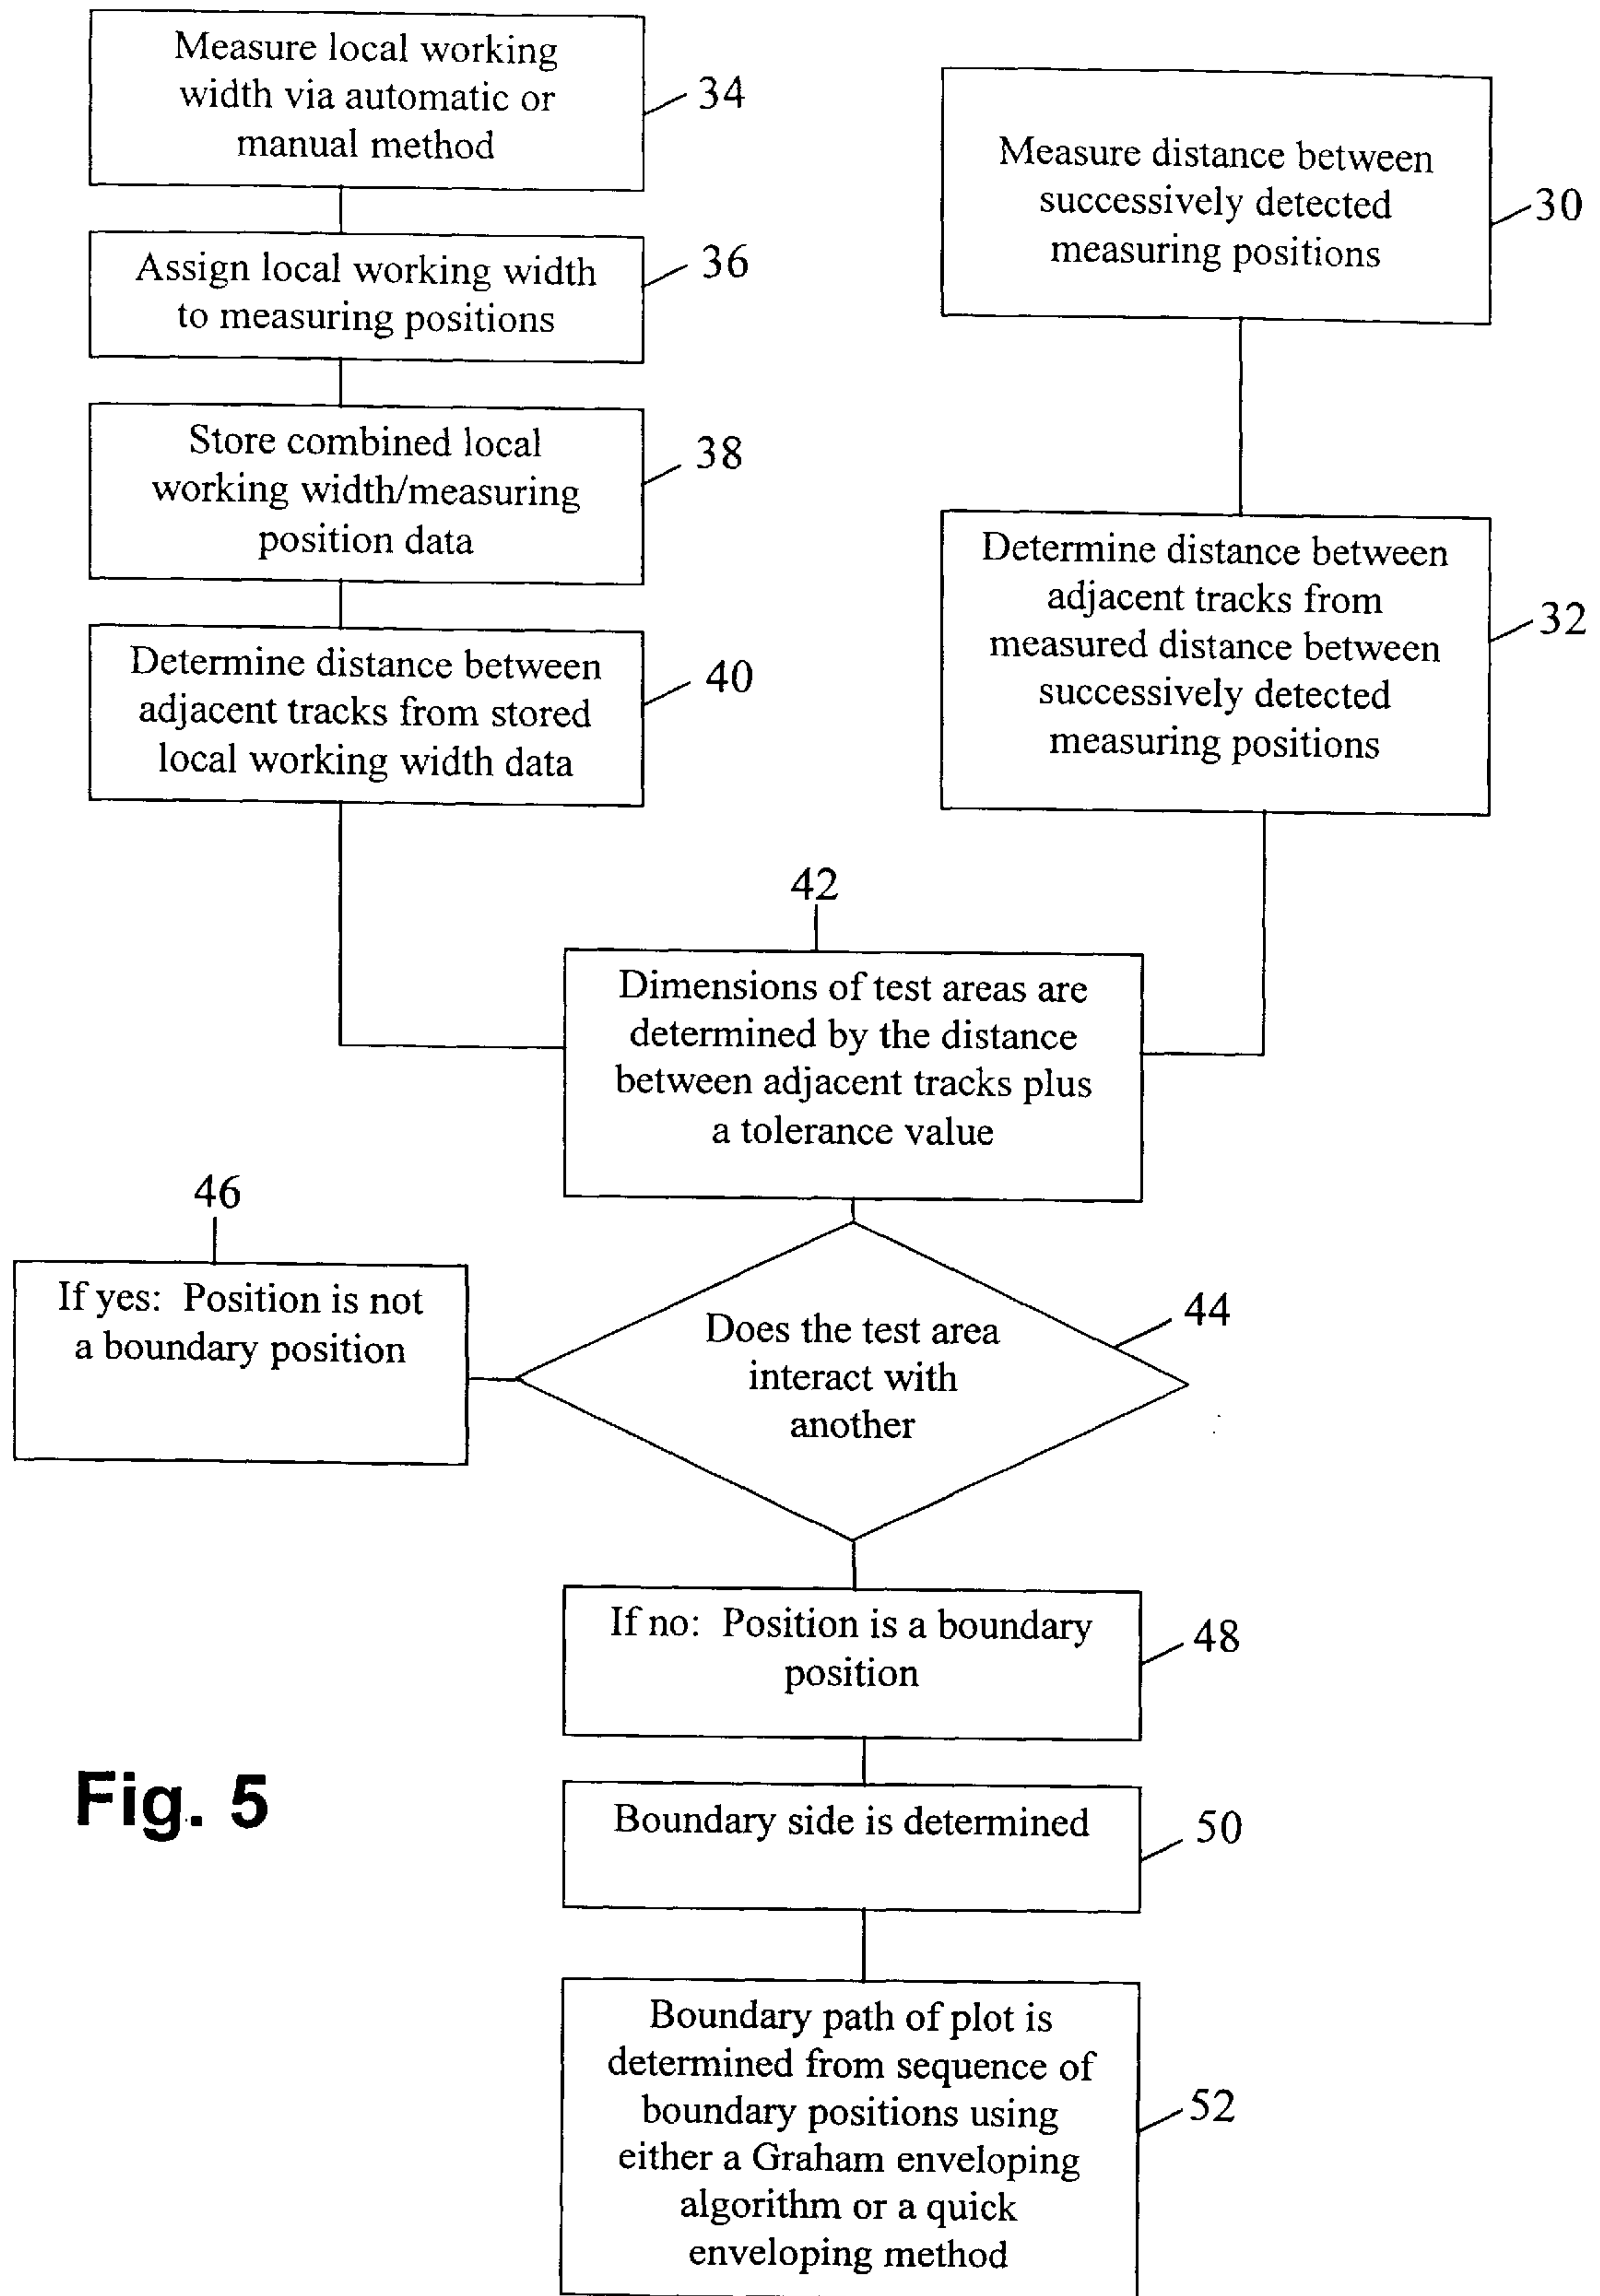 Measure local working
width via automatic or
manual method
34
Assign local working width
to measuring positions
36
Store combined local
working width/measuring
position data
38
Determine distance between
adjacent tracks from stored
local working width data
40
Measure distance between
successively detected
measuring positions
30
Determine distance between
adjacent tracks from
measured distance between
successively detected
measuring positions
32
42
Dimensions of test areas are
determined by the distance
between adjacent tracks plus
a tolerance value
46
If yes: Position is not
a boundary position
Does the test area
interact with
another
44
If no: Position is a boundary
position
48
Boundary side is determined
50
Boundary path of plot is
determined from sequence of
boundary positions using
either a Graham enveloping
algorithm or a quick
enveloping method
52
Fig. 5